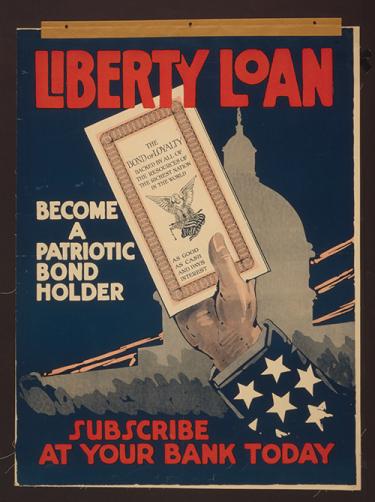 LIBERTY LOAN
THE
BOND OF LOYALTY
BACKED BY ALL OF
THE RESOURCES OF
THE RICHEST NATION
IN THE WORLD
AS GOOD
AS CASH
AND PAYS
INTEREST
BECOME
A
PATRIOTIC
BOND
HOLDER
SUBSCRIBE
AT YOUR BANK TODAY